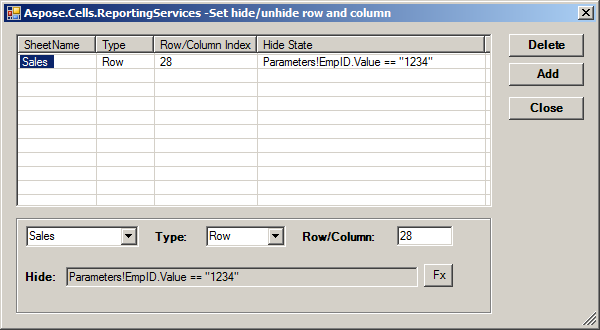 Aspose.Cells.ReportingServices -Set hide/unhide row and column
SheetName Type Row/Column Index Hide State
Sales Row 28 Parameters!EmpID.Value == "1234"
Delete
Add
Close
Sales Type: Row Row/Column: 28
Hide: Parameters!EmpID.Value == "1234" Fx